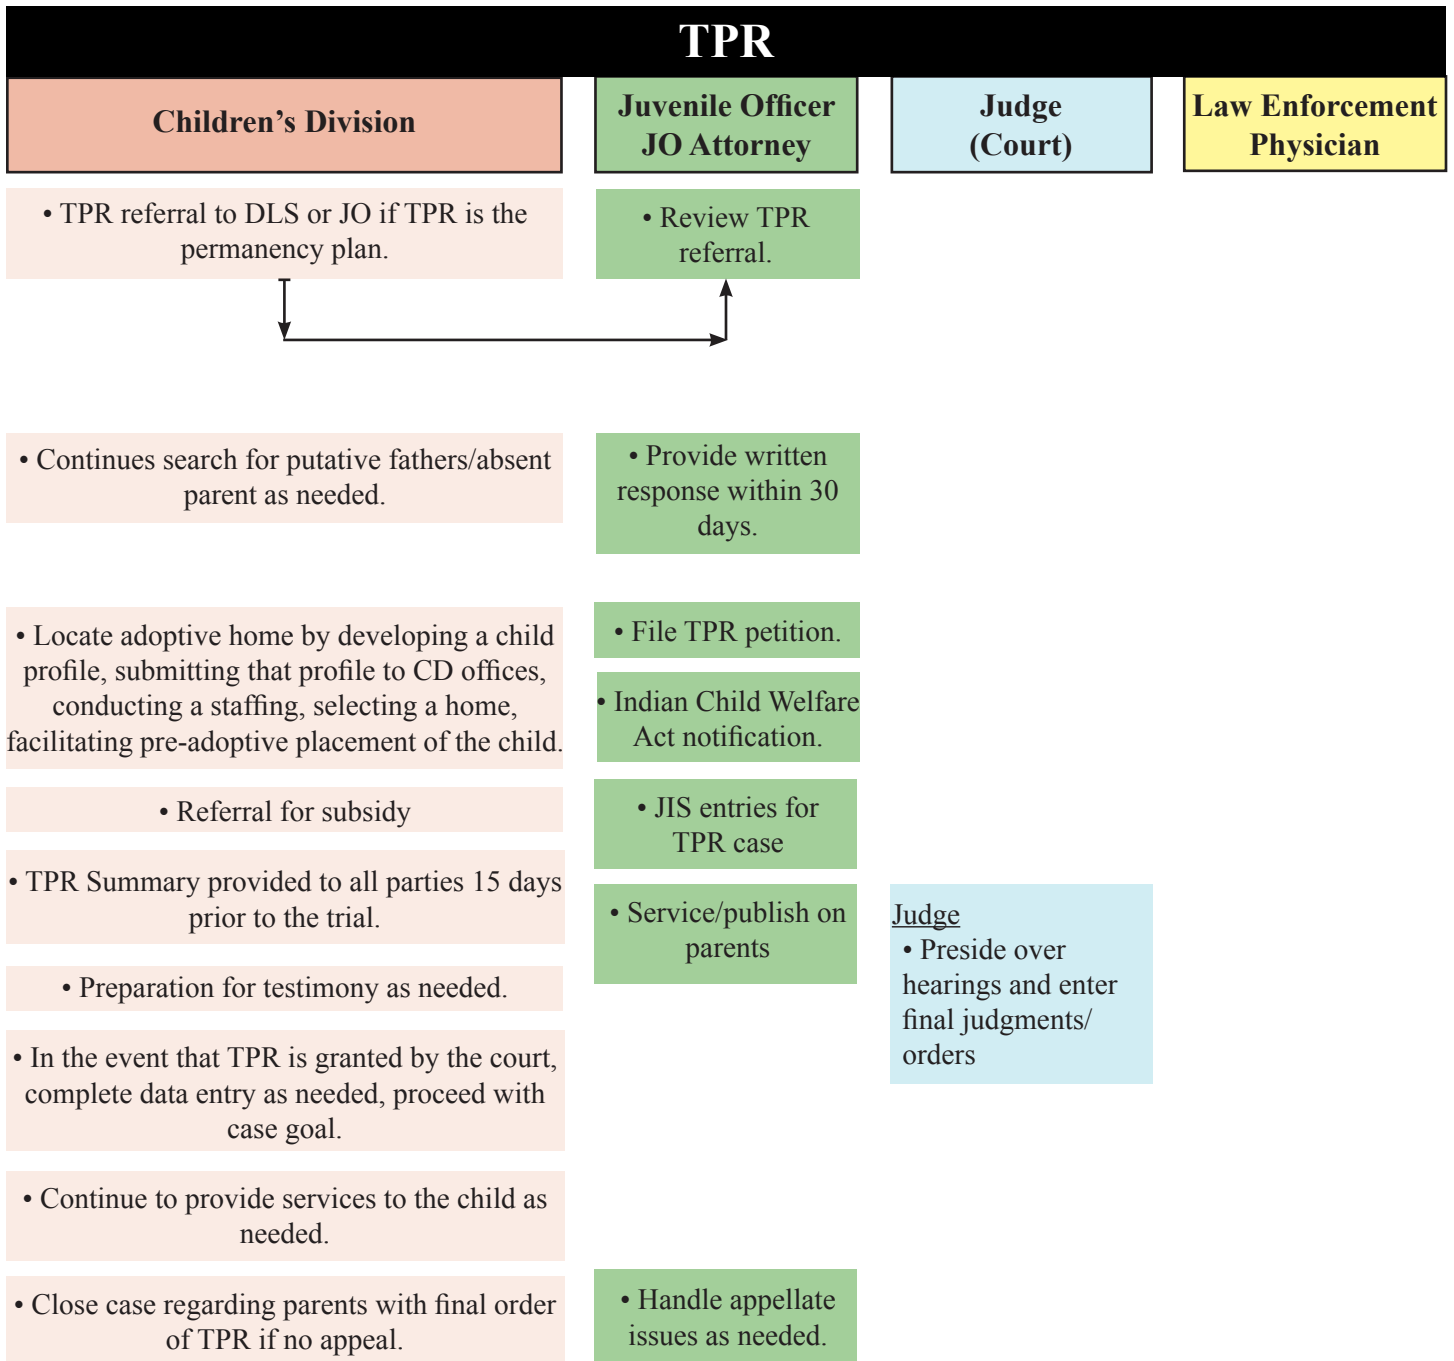 TPR
Children’s Division
Juvenile Officer
JO Attorney
Judge
(Court)
Law Enforcement
Physician
• TPR referral to DLS or JO if TPR is the
permanency plan.
• Review TPR
referral.
• Continues search for putative fathers/absent
parent as needed.
• Provide written
response within 30
days.
• Locate adoptive home by developing a child
profile, submitting that profile to CD offices,
conducting a staffing, selecting a home,
facilitating pre-adoptive placement of the child.
• File TPR petition.
• Indian Child Welfare
Act notification.
• Referral for subsidy
• JIS entries for
TPR case
• TPR Summary provided to all parties 15 days
prior to the trial.
• Service/publish on
parents
Judge
• Preside over
hearings and enter
final judgments/
orders
• Preparation for testimony as needed.
• In the event that TPR is granted by the court,
complete data entry as needed, proceed with
case goal.
• Continue to provide services to the child as
needed.
• Close case regarding parents with final order
of TPR if no appeal.
• Handle appellate
issues as needed.